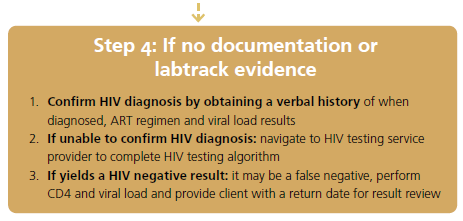 Step 4: If no documentation or
labtrack evidence
1. Confirm HIV diagnosis by obtaining a verbal history of when
diagnosed, ART regimen and viral load results
2. If unable to confirm HIV diagnosis: navigate to HIV testing service
provider to complete HIV testing algorithm
3. If yields a HIV negative result: it may be a false negative, perform
CD4 and viral load and provide client with a return date for result review